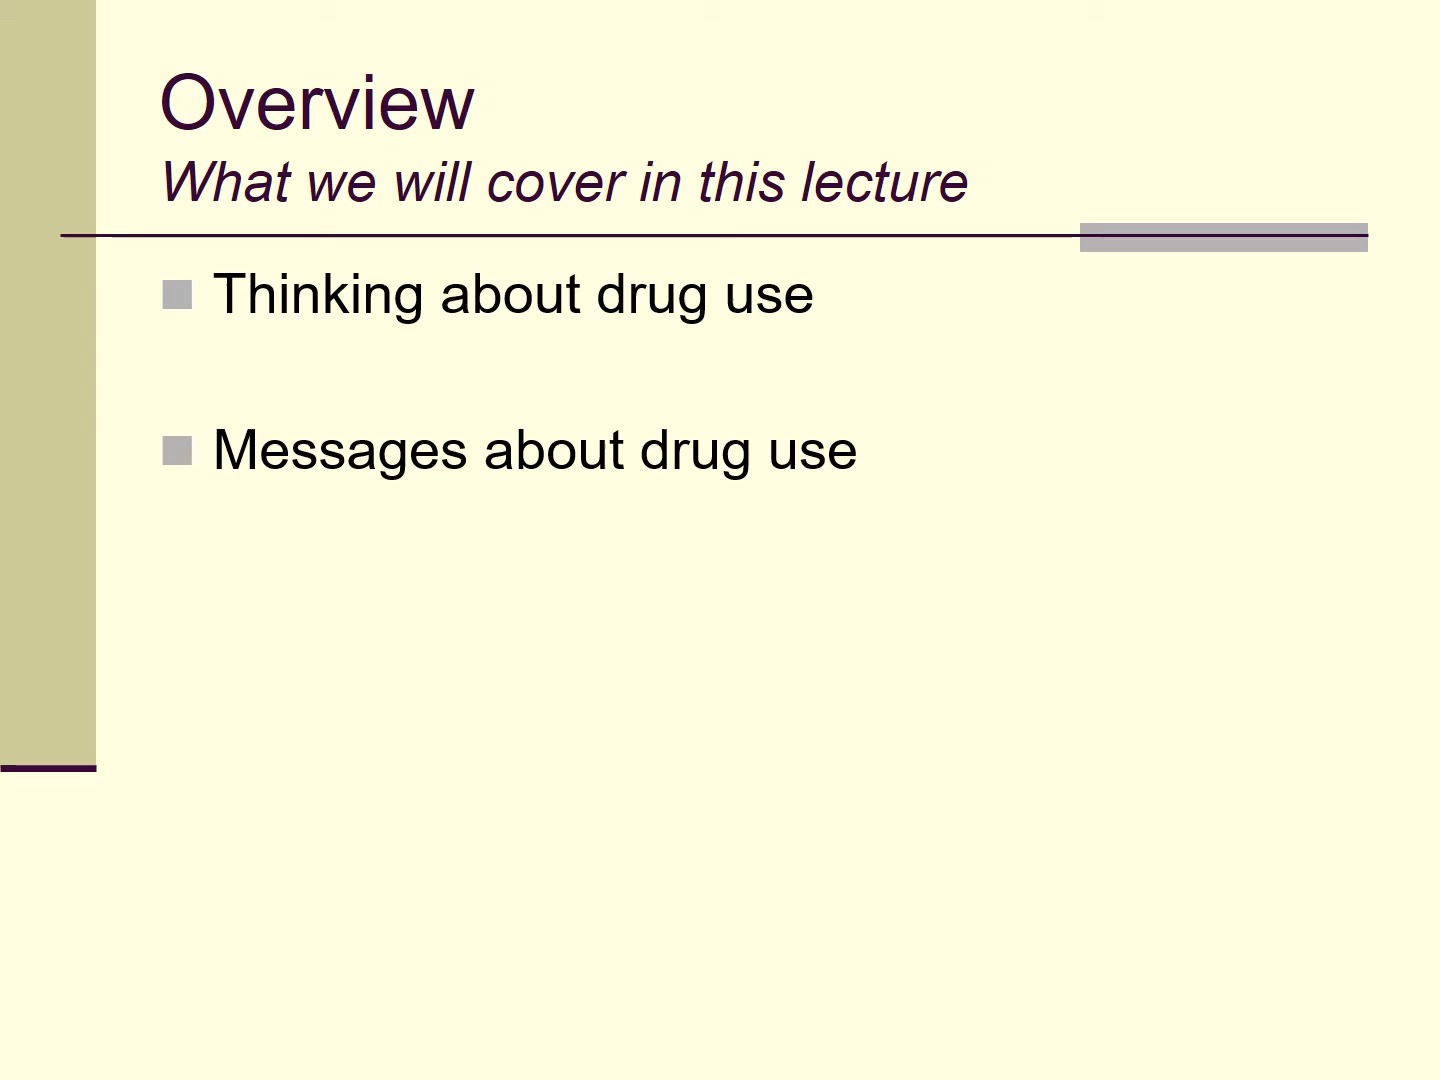 Overview
What we will cover in this lecture
Thinking about drug use
Messages about drug use